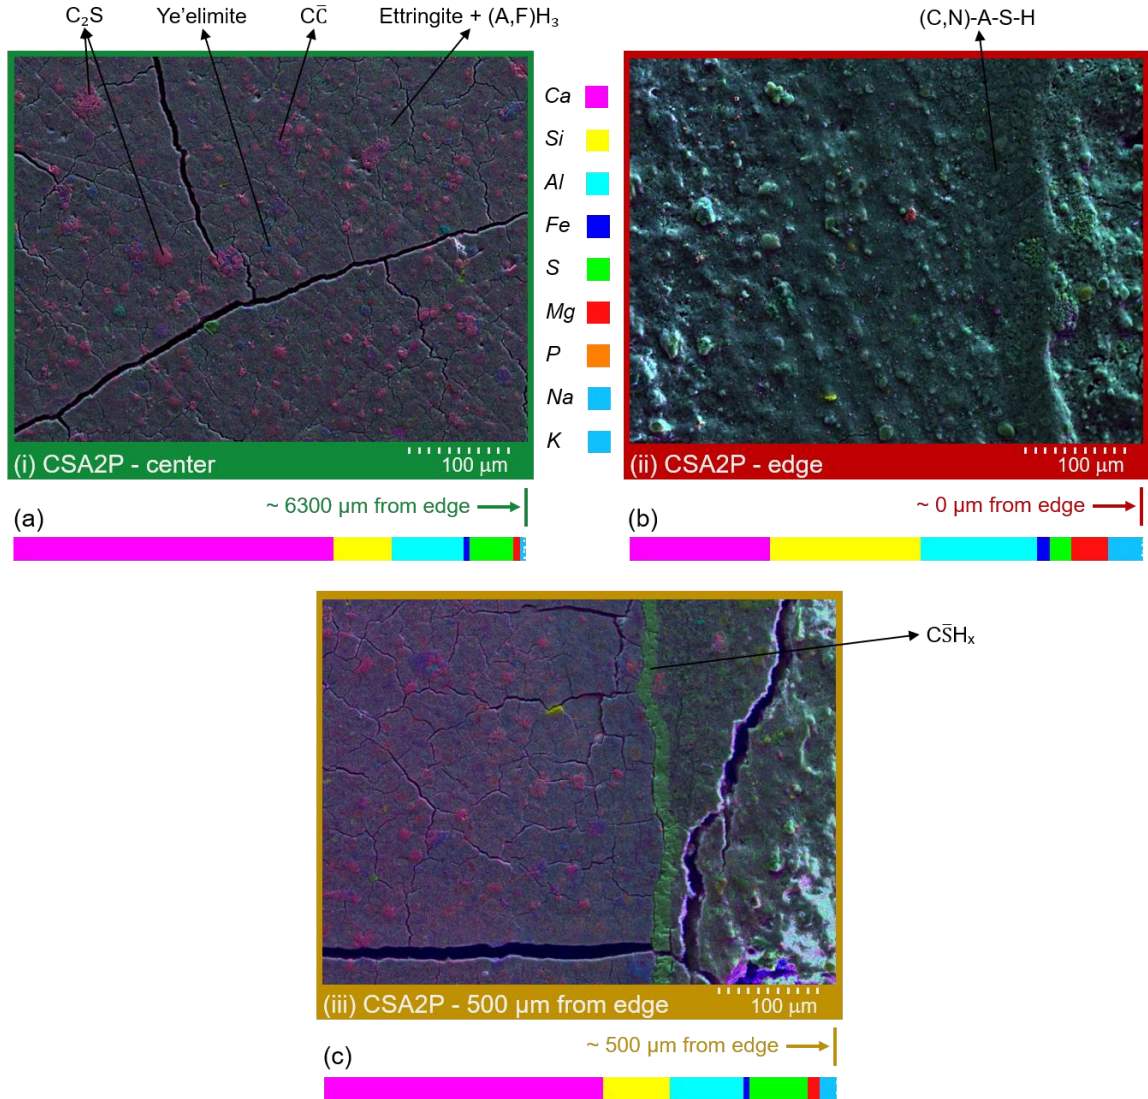 C₂S
Ye'elimite
CC̅
Ettringite + (A,F)H₃
(C,N)-A-S-H
Ca
Si
Al
Fe
S
Mg
P
Na
K
(i) CSA2P - center
100 μm
(ii) CSA2P - edge
100 μm
~ 6300 μm from edge
(a)
~ 0 μm from edge
(b)
CS̅Hₓ
(iii) CSA2P - 500 μm from edge
100 μm
~ 500 μm from edge
(c)